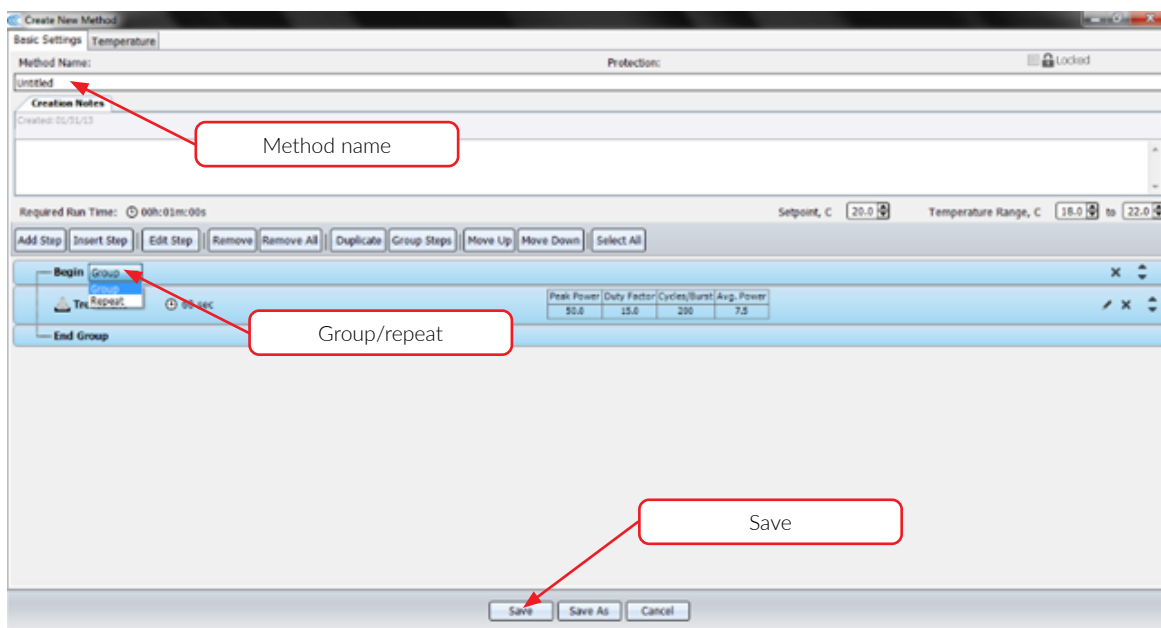 Create New Method
Basic Settings Temperature
Method Name: Protection: Locked
Untitled
Creation Notes
Created: 01/31/13
Method name
Required Run Time: 00h:01m:00s Setpoint, C 20.0 Temperature Range, C 18.0 to 22.0
Add Step Insert Step Edit Step Remove Remove All Duplicate Group Steps Move Up Move Down Select All
Begin Group
Group
Repeat
sec
Peak Power Duty Factor Cycles/Burst Avg. Power
50.0 15.0 200 7.5
End Group
Group/repeat
Save
Save Save As Cancel